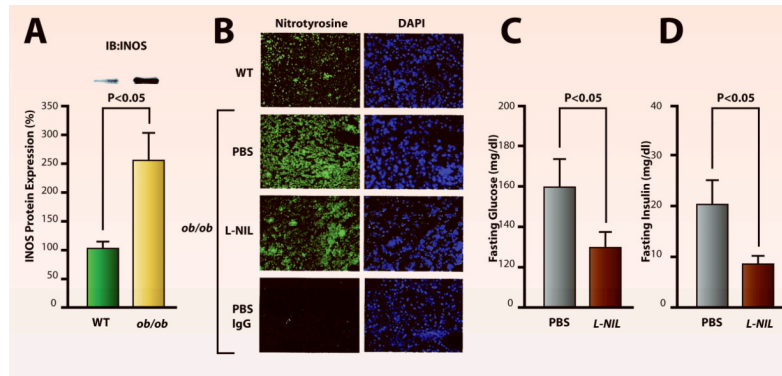 A
IB:INOS
P<0.05
INOS Protein Expression (%)
350
300
250
200
150
100
50
0
WT
ob/ob
B
Nitrotyrosine
DAPI
WT
PBS
L-NIL
ob/ob
PBS
IgG
C
P<0.05
Fasting Glucose (mg/dl)
200
160
130
120
0
PBS
L-NIL
D
P<0.05
Fasting Insulin (mg/dl)
40
30
20
10
0
PBS
L-NIL